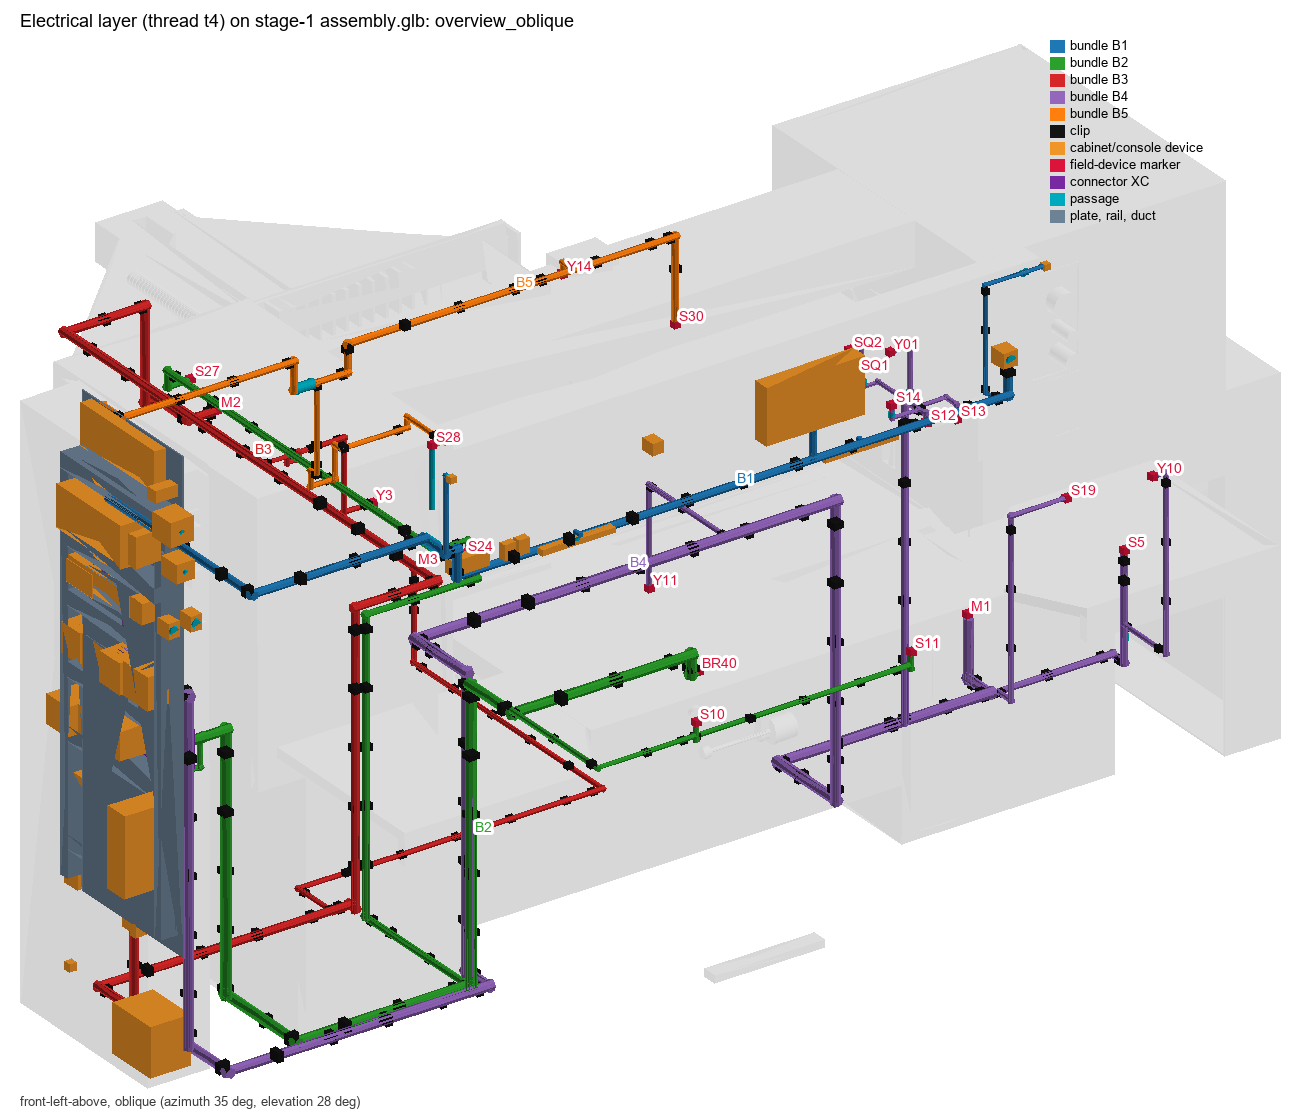 Electrical layer (thread t4) on stage-1 assembly.glb: overview_oblique
bundle B1
bundle B2
bundle B3
bundle B4
bundle B5
clip
cabinet/console device
field-device marker
connector XC
passage
plate, rail, duct
Y14
B5
S30
SQ2
Y01
SQ1
S27
M2
S14
S12
S13
S28
B3
Y10
B1
S19
Y3
S24
S5
M3
B4
Y11
M1
S11
BR40
S10
B2
front-left-above, oblique (azimuth 35 deg, elevation 28 deg)